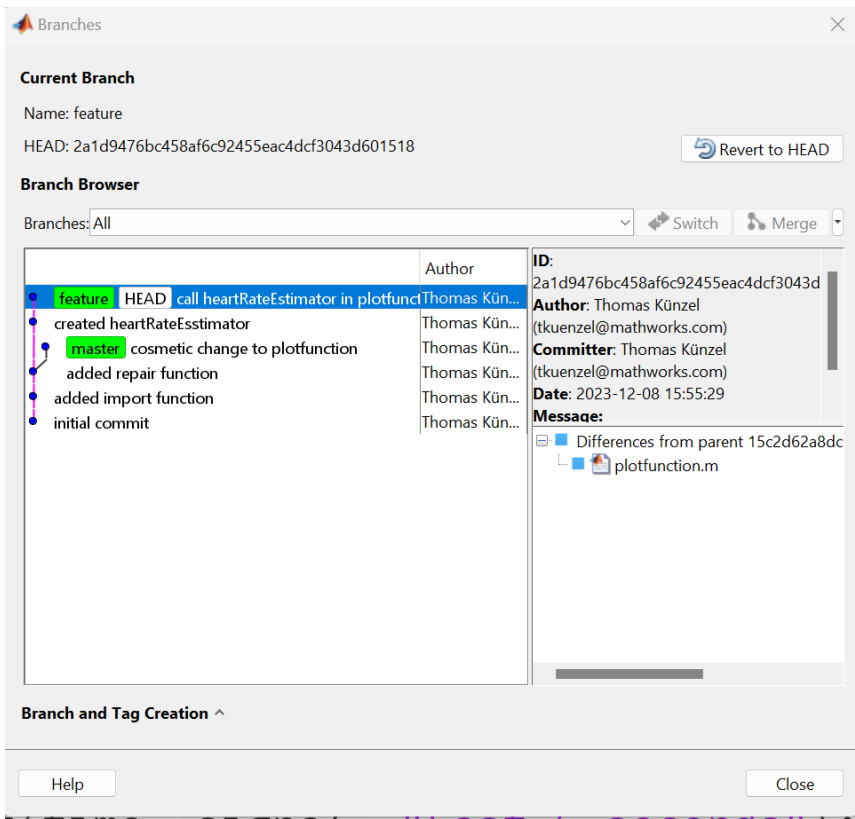 Branches
Current Branch
Name: feature
HEAD: 2a1d9476bc458af6c92455eac4dcf3043d601518
Revert to HEAD
Branch Browser
Branches: All
Switch
Merge
Author
feature HEAD call heartRateEstimator in plotfunct Thomas Kün...
created heartRateEsstimator Thomas Kün...
master cosmetic change to plotfunction Thomas Kün...
added repair function Thomas Kün...
added import function Thomas Kün...
initial commit Thomas Kün...
ID:
2a1d9476bc458af6c92455eac4dcf3043d
Author: Thomas Künzel
(tkuenzel@mathworks.com)
Committer: Thomas Künzel
(tkuenzel@mathworks.com)
Date: 2023-12-08 15:55:29
Message:
Differences from parent 15c2d62a8dc
plotfunction.m
Branch and Tag Creation
Help
Close